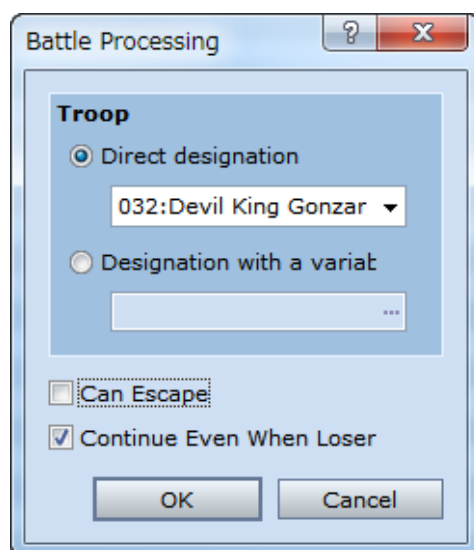 Battle Processing
Troop
Direct designation
032:Devil King Gonzar
Designation with a variat
...
Can Escape
Continue Even When Loser
OK
Cancel